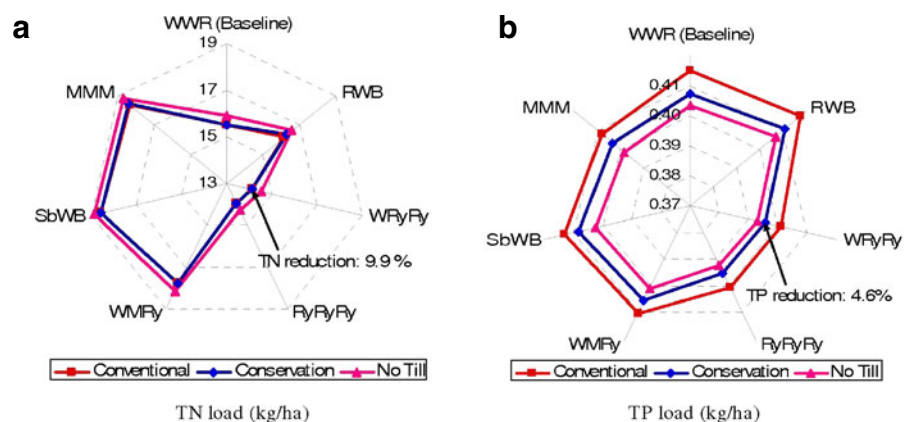 a
WWR (Baseline)
19
17
15
13
RWB
WRyRy
RyRyRy
WMRy
SbWB
MMM
TN reduction: 9.9 %
Conventional
Conservation
No Till
TN load (kg/ha)
b
WWR (Baseline)
0.41
0.40
0.39
0.38
0.37
RWB
WRyRy
RyRyRy
WMRy
SbWB
MMM
TP reduction: 4.6%
Conventional
Conservation
No Till
TP load (kg/ha)